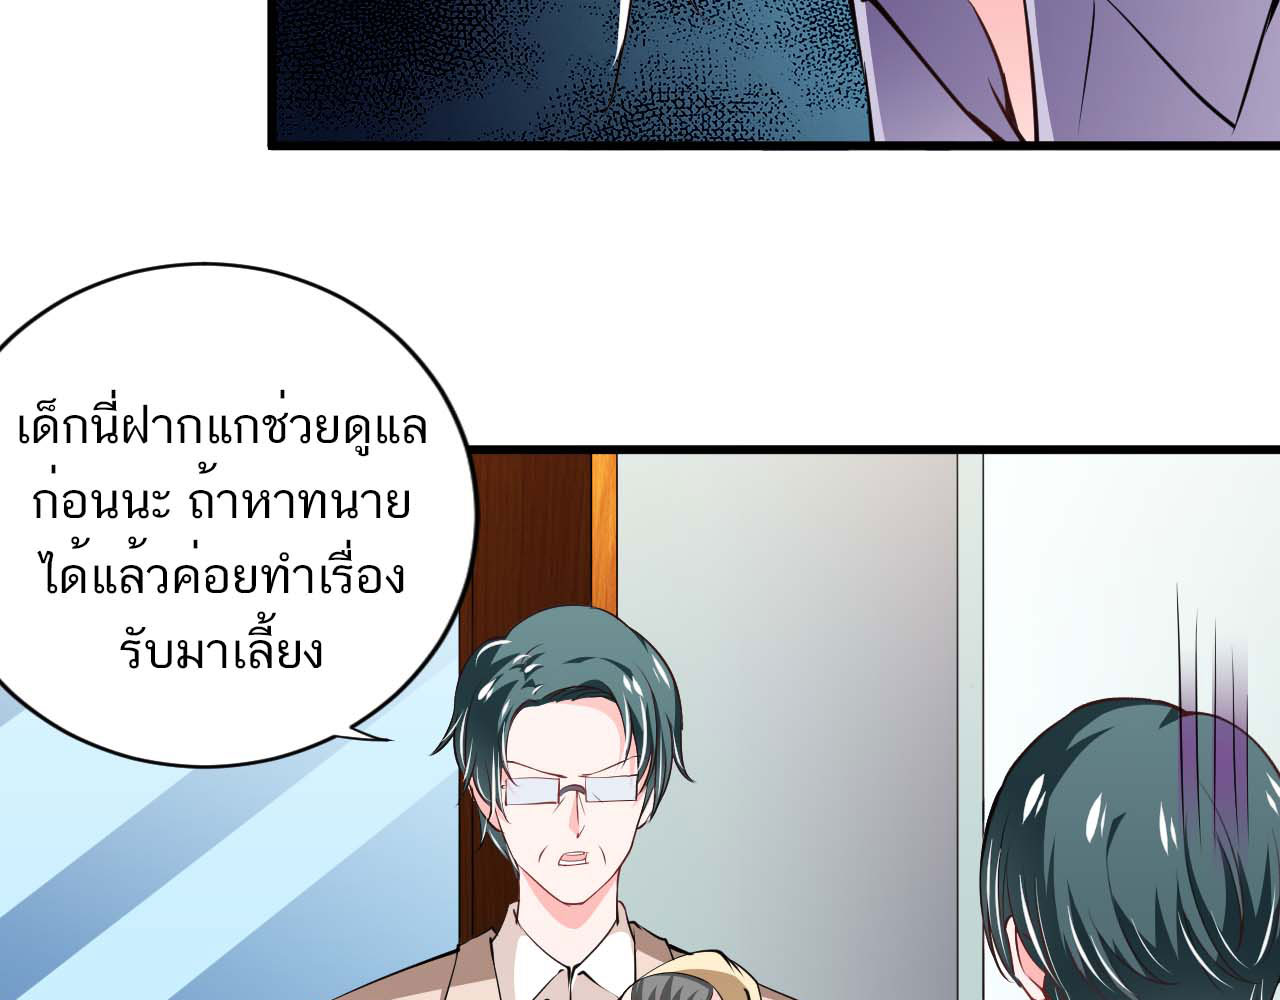 เด็กนี่ฝากแกช่วยดูแล
ก่อนนะ ถ้าหาทนาย
ได้แล้วค่อยทำเรื่อง
รับมาเลี้ยง